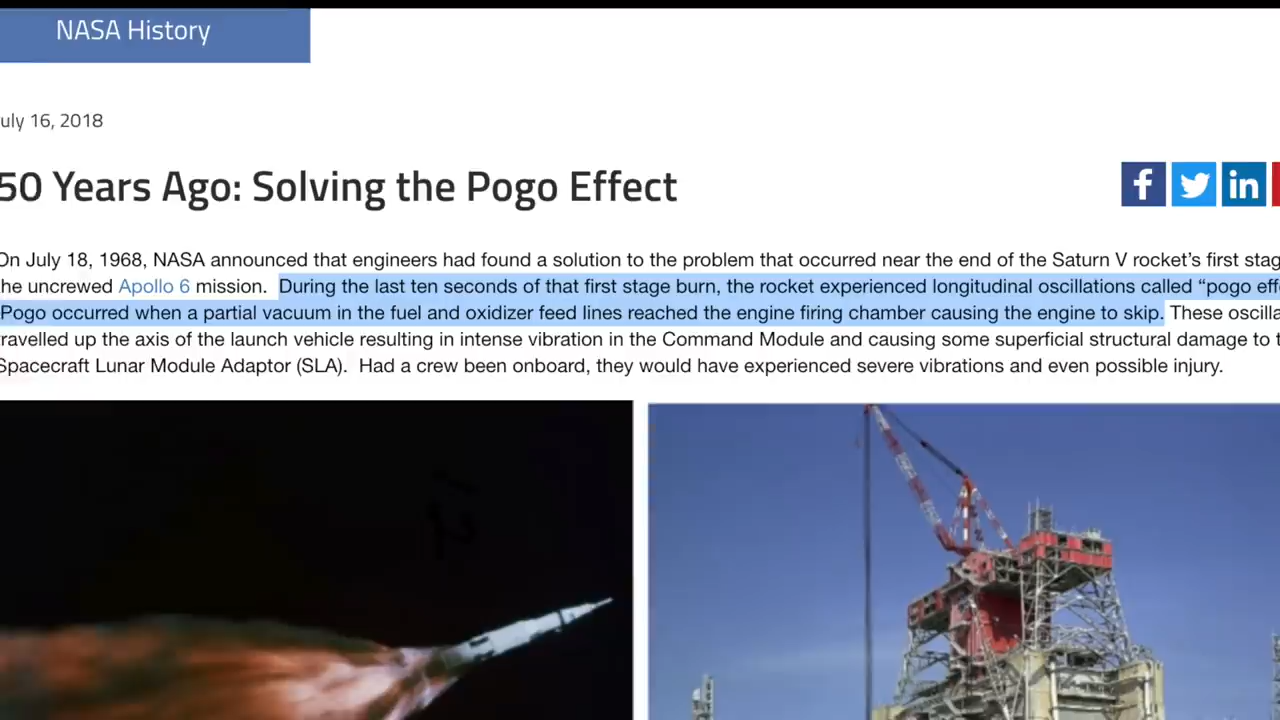 NASA History
uly 16, 2018
50 Years Ago: Solving the Pogo Effect
On July 18, 1968, NASA announced that engineers had found a solution to the problem that occurred near the end of the Saturn V rocket's first stag
he uncrewed Apollo 6 mission. During the last ten seconds of that first stage burn, the rocket experienced longitudinal oscillations called “pogo effe
Pogo occurred when a partial vacuum in the fuel and oxidizer feed lines reached the engine firing chamber causing the engine to skip. These oscilla
travelled up the axis of the launch vehicle resulting in intense vibration in the Command Module and causing some superficial structural damage to t
Spacecraft Lunar Module Adaptor (SLA). Had a crew been onboard, they would have experienced severe vibrations and even possible injury.